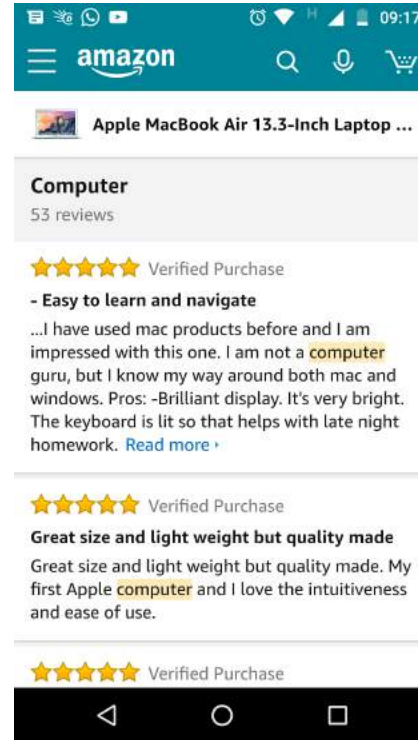 H 09:17
amazon
Apple MacBook Air 13.3-Inch Laptop ...
Computer
53 reviews
Verified Purchase
- Easy to learn and navigate
...I have used mac products before and I am
impressed with this one. I am not a computer
guru, but I know my way around both mac and
windows. Pros: -Brilliant display. It's very bright.
The keyboard is lit so that helps with late night
homework. Read more ›
Verified Purchase
Great size and light weight but quality made
Great size and light weight but quality made. My
first Apple computer and I love the intuitiveness
and ease of use.
Verified Purchase